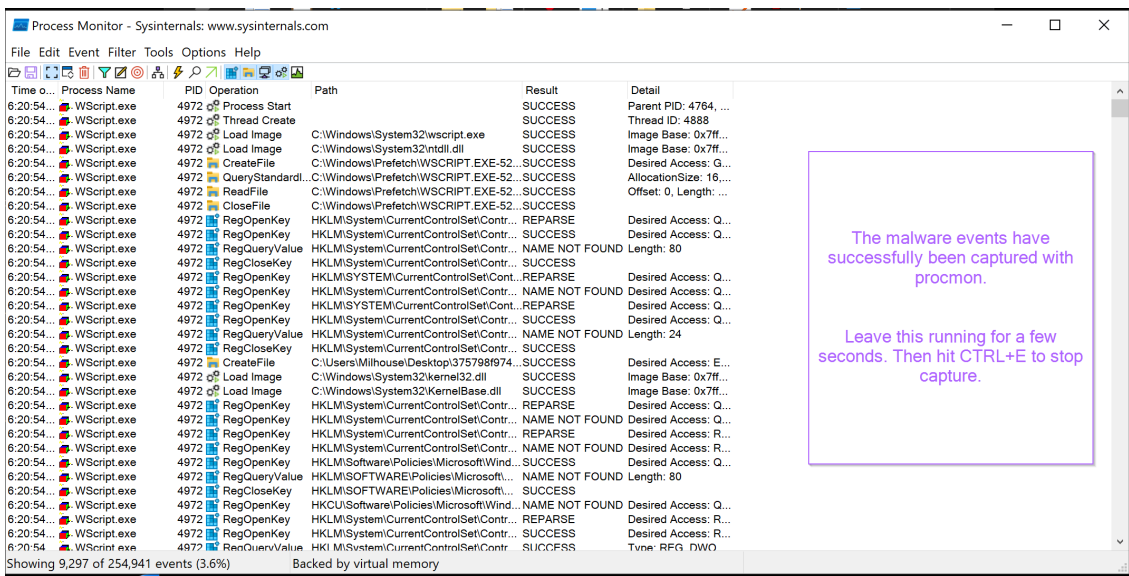 Process Monitor - Sysinternals: www.sysinternals.com
File Edit Event Filter Tools Options Help
Time o... Process Name PID Operation Path Result Detail
6:20:54... WScript.exe 4972 Process Start SUCCESS Parent PID: 4764, ...
6:20:54... WScript.exe 4972 Thread Create SUCCESS Thread ID: 4888
6:20:54... WScript.exe 4972 Load Image C:\Windows\System32\wscript.exe SUCCESS Image Base: 0x7ff...
6:20:54... WScript.exe 4972 Load Image C:\Windows\System32\ntdll.dll SUCCESS Image Base: 0x7ff...
6:20:54... WScript.exe 4972 CreateFile C:\Windows\Prefetch\WSCRIPT.EXE-52... SUCCESS Desired Access: G...
6:20:54... WScript.exe 4972 QueryStandardI... C:\Windows\Prefetch\WSCRIPT.EXE-52... SUCCESS AllocationSize: 16,...
6:20:54... WScript.exe 4972 ReadFile C:\Windows\Prefetch\WSCRIPT.EXE-52... SUCCESS Offset: 0, Length: ...
6:20:54... WScript.exe 4972 CloseFile C:\Windows\Prefetch\WSCRIPT.EXE-52... SUCCESS
6:20:54... WScript.exe 4972 RegOpenKey HKLM\System\CurrentControlSet\Contr... REPARSE Desired Access: Q...
6:20:54... WScript.exe 4972 RegOpenKey HKLM\System\CurrentControlSet\Contr... SUCCESS Desired Access: Q...
6:20:54... WScript.exe 4972 RegQueryValue HKLM\System\CurrentControlSet\Contr... NAME NOT FOUND Length: 80
6:20:54... WScript.exe 4972 RegCloseKey HKLM\System\CurrentControlSet\Contr... SUCCESS
6:20:54... WScript.exe 4972 RegOpenKey HKLM\SYSTEM\CurrentControlSet\Cont... REPARSE Desired Access: Q...
6:20:54... WScript.exe 4972 RegOpenKey HKLM\System\CurrentControlSet\Contr... NAME NOT FOUND Desired Access: Q...
6:20:54... WScript.exe 4972 RegOpenKey HKLM\SYSTEM\CurrentControlSet\Cont... REPARSE Desired Access: Q...
6:20:54... WScript.exe 4972 RegOpenKey HKLM\System\CurrentControlSet\Contr... SUCCESS Desired Access: Q...
6:20:54... WScript.exe 4972 RegQueryValue HKLM\System\CurrentControlSet\Contr... NAME NOT FOUND Length: 24
6:20:54... WScript.exe 4972 RegCloseKey HKLM\System\CurrentControlSet\Contr... SUCCESS
6:20:54... WScript.exe 4972 CreateFile C:\Users\Milhouse\Desktop\375798f974... SUCCESS Desired Access: E...
6:20:54... WScript.exe 4972 Load Image C:\Windows\System32\kernel32.dll SUCCESS Image Base: 0x7ff...
6:20:54... WScript.exe 4972 Load Image C:\Windows\System32\KernelBase.dll SUCCESS Image Base: 0x7ff...
6:20:54... WScript.exe 4972 RegOpenKey HKLM\System\CurrentControlSet\Contr... REPARSE Desired Access: Q...
6:20:54... WScript.exe 4972 RegOpenKey HKLM\System\CurrentControlSet\Contr... NAME NOT FOUND Desired Access: Q...
6:20:54... WScript.exe 4972 RegOpenKey HKLM\System\CurrentControlSet\Contr... REPARSE Desired Access: R...
6:20:54... WScript.exe 4972 RegOpenKey HKLM\System\CurrentControlSet\Contr... NAME NOT FOUND Desired Access: R...
6:20:54... WScript.exe 4972 RegOpenKey HKLM\Software\Policies\Microsoft\Wind... SUCCESS Desired Access: Q...
6:20:54... WScript.exe 4972 RegQueryValue HKLM\SOFTWARE\Policies\Microsoft\... NAME NOT FOUND Length: 80
6:20:54... WScript.exe 4972 RegCloseKey HKLM\SOFTWARE\Policies\Microsoft\... SUCCESS
6:20:54... WScript.exe 4972 RegOpenKey HKCU\Software\Policies\Microsoft\Wind... NAME NOT FOUND Desired Access: Q...
6:20:54... WScript.exe 4972 RegOpenKey HKLM\System\CurrentControlSet\Contr... REPARSE Desired Access: R...
6:20:54... WScript.exe 4972 RegOpenKey HKLM\System\CurrentControlSet\Contr... SUCCESS Desired Access: R...
6:20:54... WScript.exe 4972 RegQueryValue HKLM\System\CurrentControlSet\Contr... SUCCESS Type: REG_DWO...
The malware events have
successfully been captured with
procmon.
Leave this running for a few
seconds. Then hit CTRL+E to stop
capture.
Showing 9,297 of 254,941 events (3.6%) Backed by virtual memory